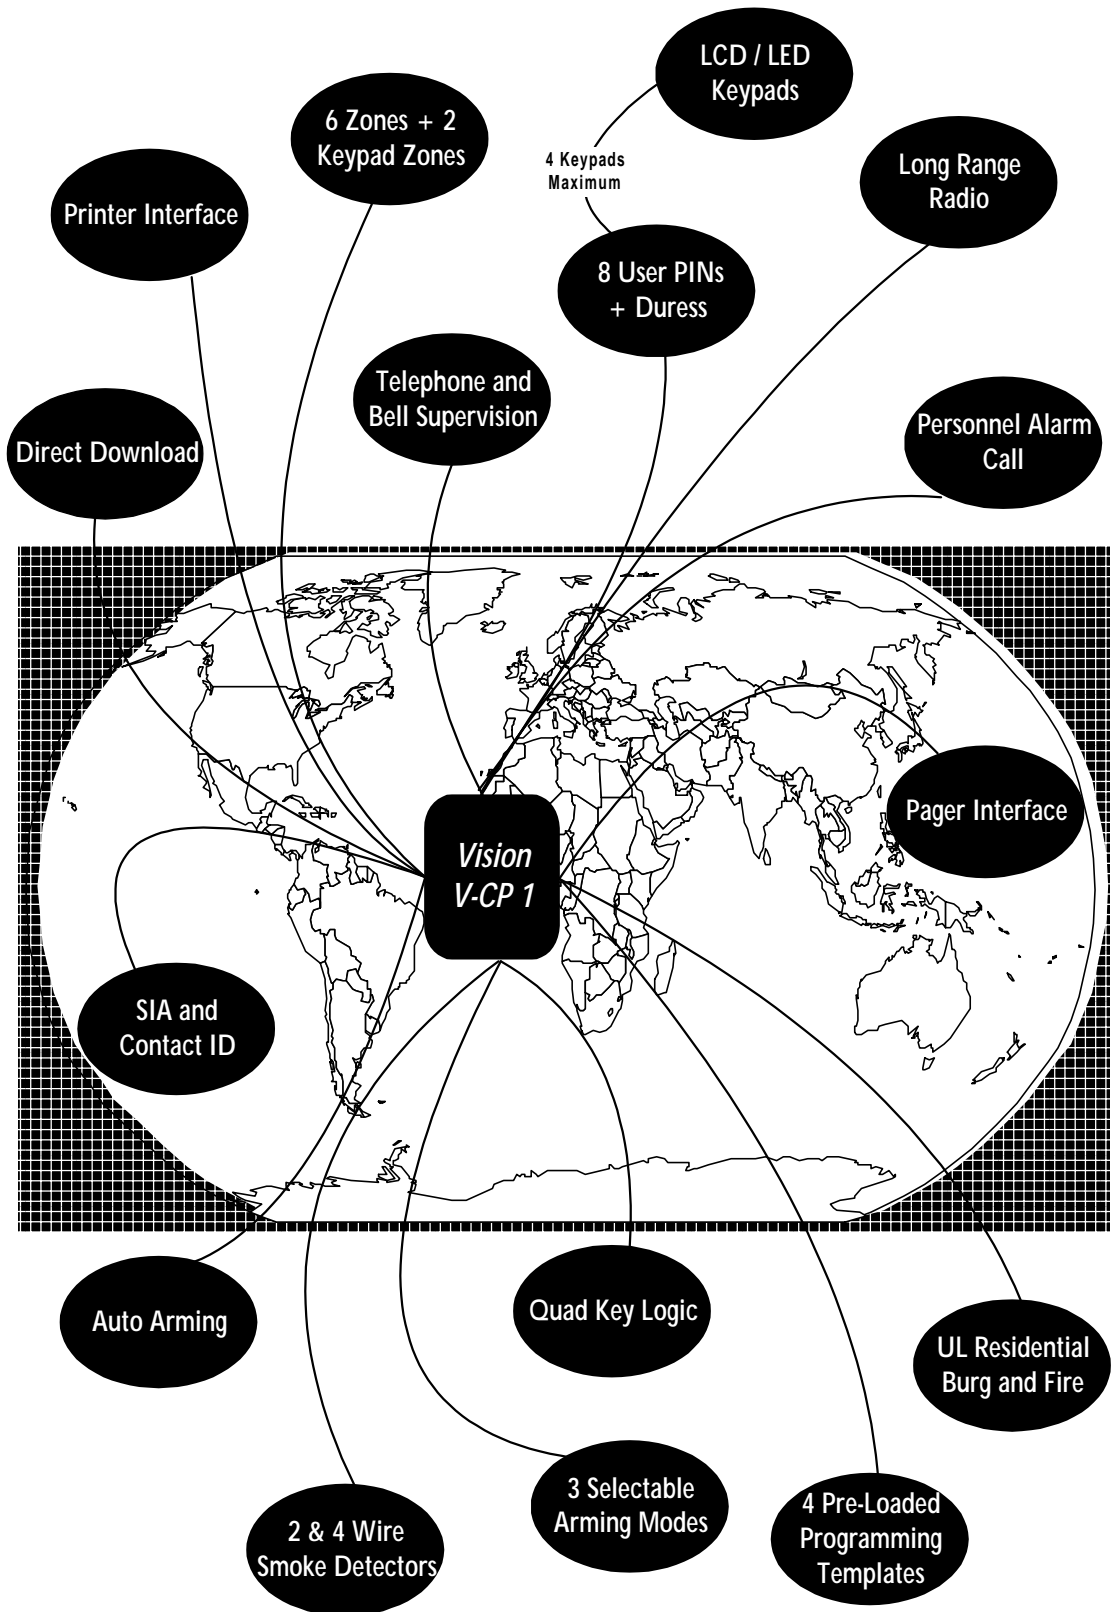 LCD / LED
Keypads
6 Zones + 2
Keypad Zones
4 Keypads
Maximum
Long Range
Radio
Printer Interface
8 User PINs
+ Duress
Telephone and
Bell Supervision
Personnel Alarm
Call
Direct Download
Pager Interface
Vision
V-CP 1
SIA and
Contact ID
Auto Arming
Quad Key Logic
UL Residential
Burg and Fire
3 Selectable
Arming Modes
4 Pre-Loaded
Programming
Templates
2 & 4 Wire
Smoke Detectors